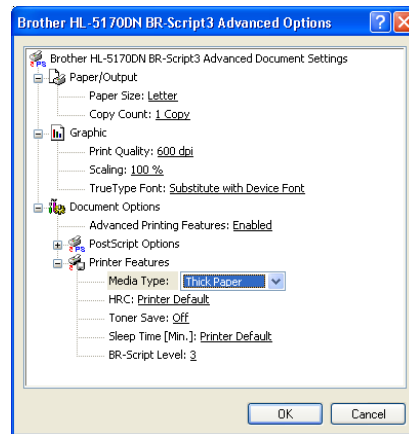 Brother HL-5170DN BR-Script3 Advanced Options
Brother HL-5170DN BR-Script3 Advanced Document Settings
Paper/Output
Paper Size: Letter
Copy Count: 1 Copy
Graphic
Print Quality: 600 dpi
Scaling: 100 %
TrueType Font: Substitute with Device Font
Document Options
Advanced Printing Features: Enabled
PostScript Options
Printer Features
Media Type: Thick Paper
HRC: Printer Default
Toner Save: Off
Sleep Time [Min.]: Printer Default
BR-Script Level: 3
OK Cancel